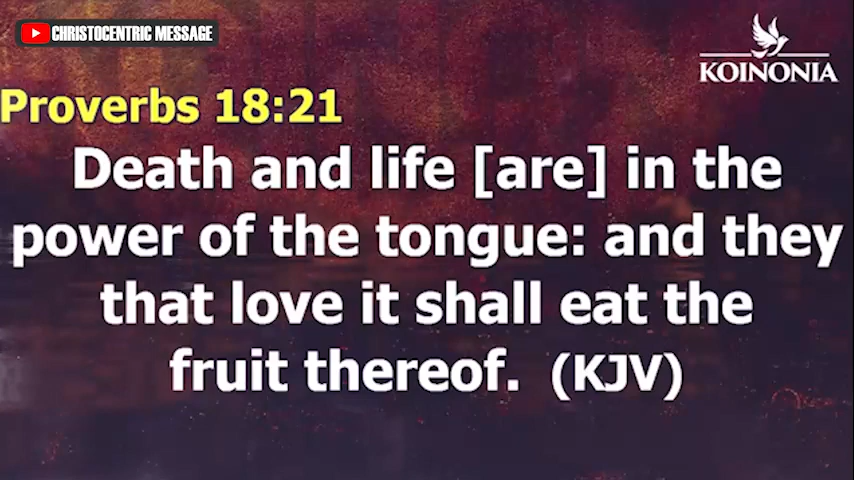 CHRISTOCENTRIC MESSAGE
KOINONIA
Proverbs 18:21
Death and life [are] in the
power of the tongue: and they
that love it shall eat the
fruit thereof. (KJV)